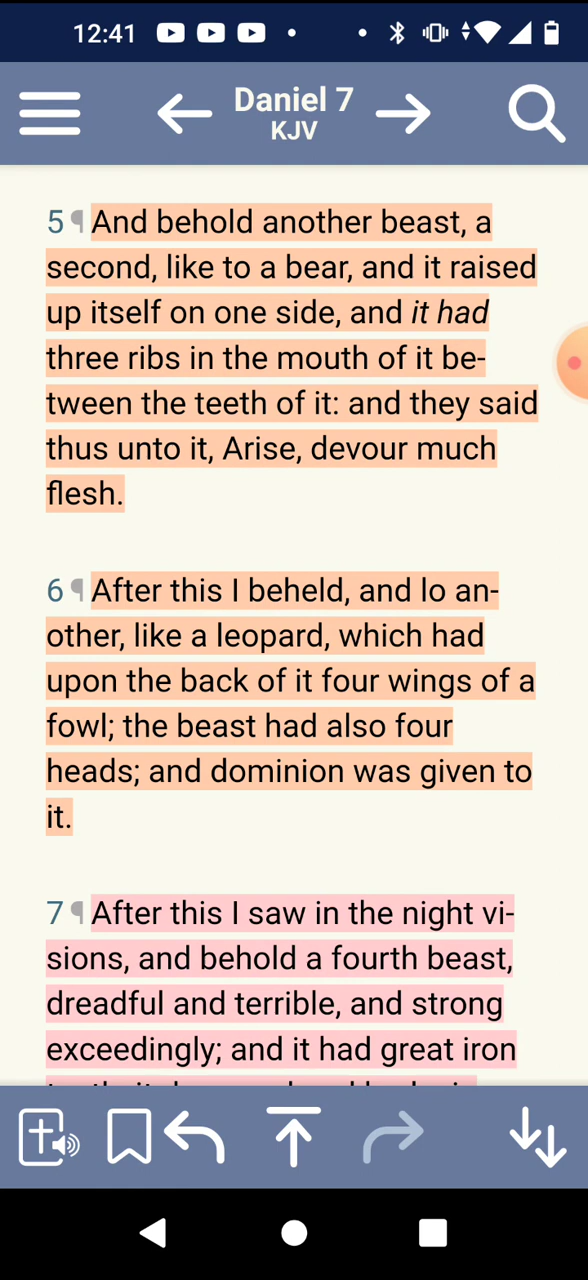 12:41
Daniel 7
KJV
5 ¶ And behold another beast, a
second, like to a bear, and it raised
up itself on one side, and it had
three ribs in the mouth of it be-
tween the teeth of it: and they said
thus unto it, Arise, devour much
flesh.
6 ¶ After this I beheld, and lo an-
other, like a leopard, which had
upon the back of it four wings of a
fowl; the beast had also four
heads; and dominion was given to
it.
7 ¶ After this I saw in the night vi-
sions, and behold a fourth beast,
dreadful and terrible, and strong
exceedingly; and it had great iron